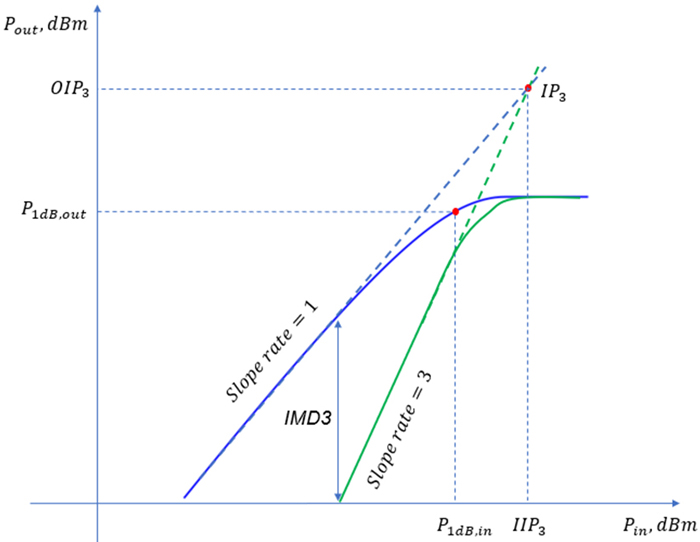 P_out, dBm
OIP_3
IP_3
P_1dB,out
Slope rate = 1
IMD3
Slope rate = 3
P_1dB,in
IIP_3
P_in, dBm